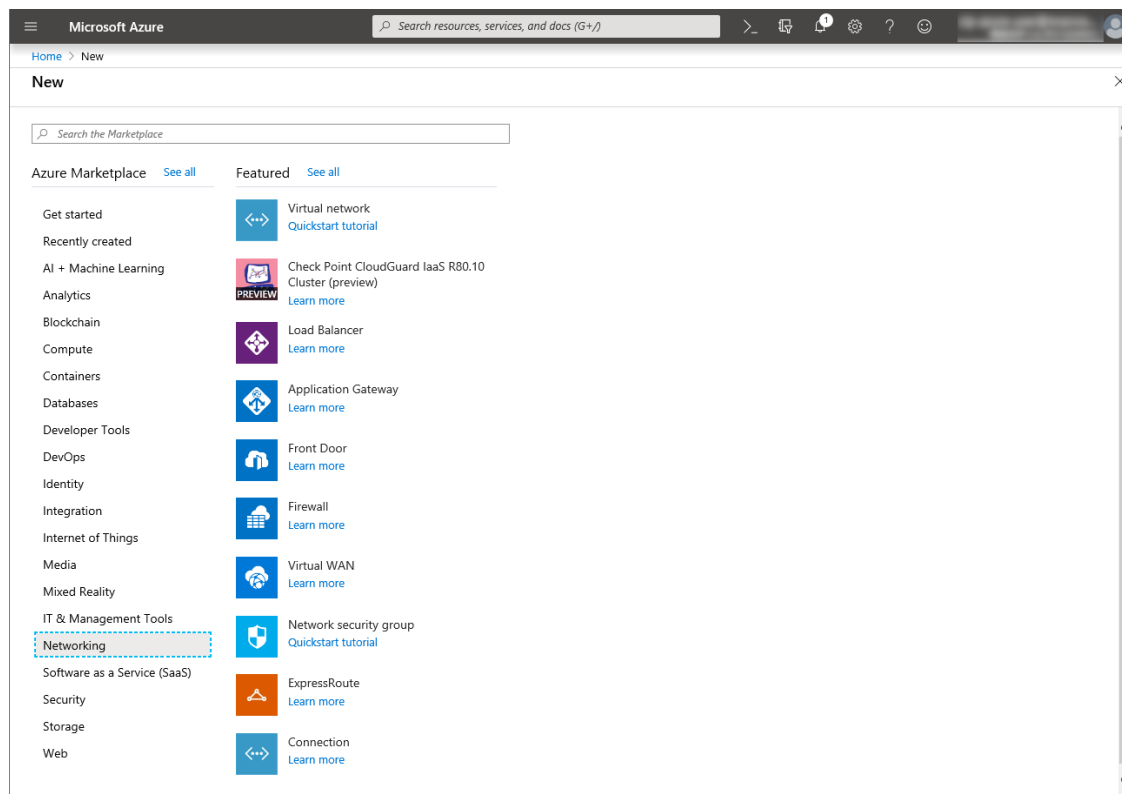 Microsoft Azure
Search resources, services, and docs (G+/)
1
Home > New
New
Search the Marketplace
Azure Marketplace See all
Get started
Recently created
AI + Machine Learning
Analytics
Blockchain
Compute
Containers
Databases
Developer Tools
DevOps
Identity
Integration
Internet of Things
Media
Mixed Reality
IT & Management Tools
Networking
Software as a Service (SaaS)
Security
Storage
Web
Featured See all
Virtual network
Quickstart tutorial
PREVIEW
Check Point CloudGuard IaaS R80.10
Cluster (preview)
Learn more
Load Balancer
Learn more
Application Gateway
Learn more
Front Door
Learn more
Firewall
Learn more
Virtual WAN
Learn more
Network security group
Quickstart tutorial
ExpressRoute
Learn more
Connection
Learn more